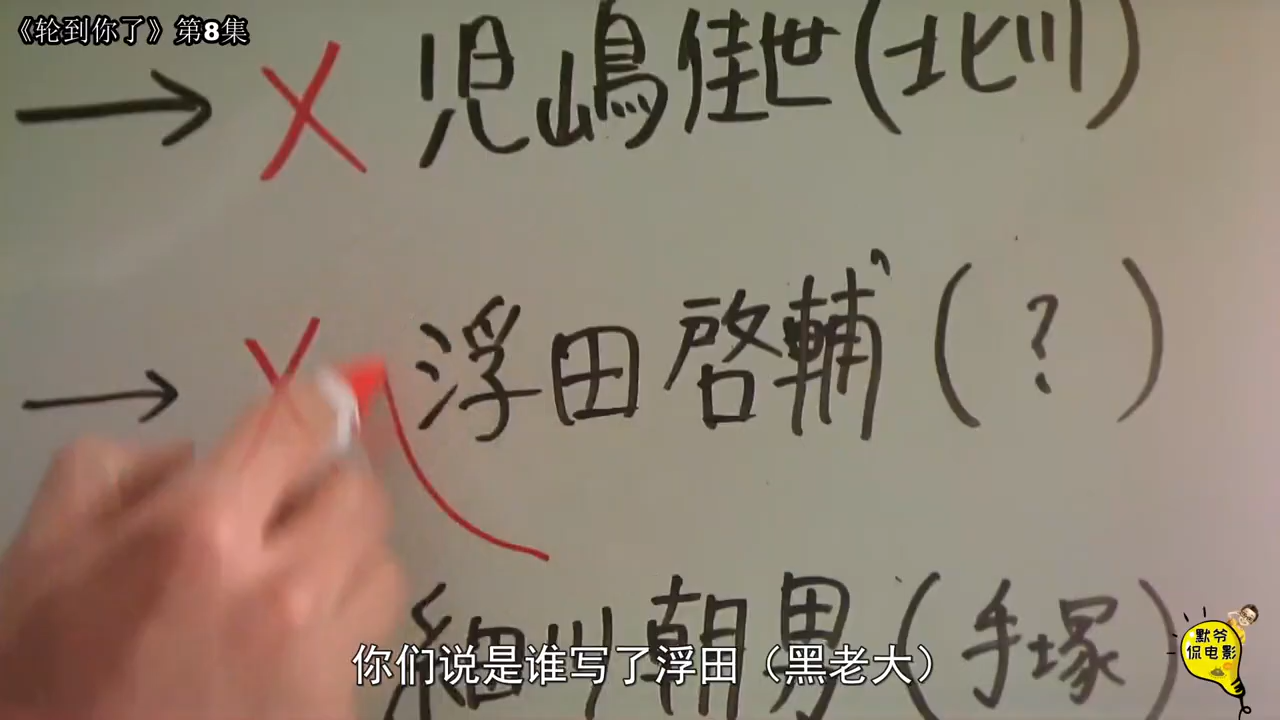 《轮到你了》第8集
→ X 児嶋佳世(北川)
→ X 浮田啓輔(?)
細川朝男(手塚)
你们说是谁写了浮田（黑老大）
默爷
侃电影